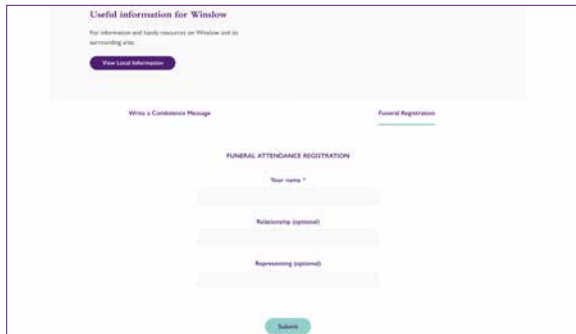 Useful information for Winslow
For information and handy resources on Winslow and its
surrounding area.
View Local Information
Write a Condolence Message
Funeral Registration
FUNERAL ATTENDANCE REGISTRATION
Your name *
Relationship (optional)
Representing (optional)
Submit